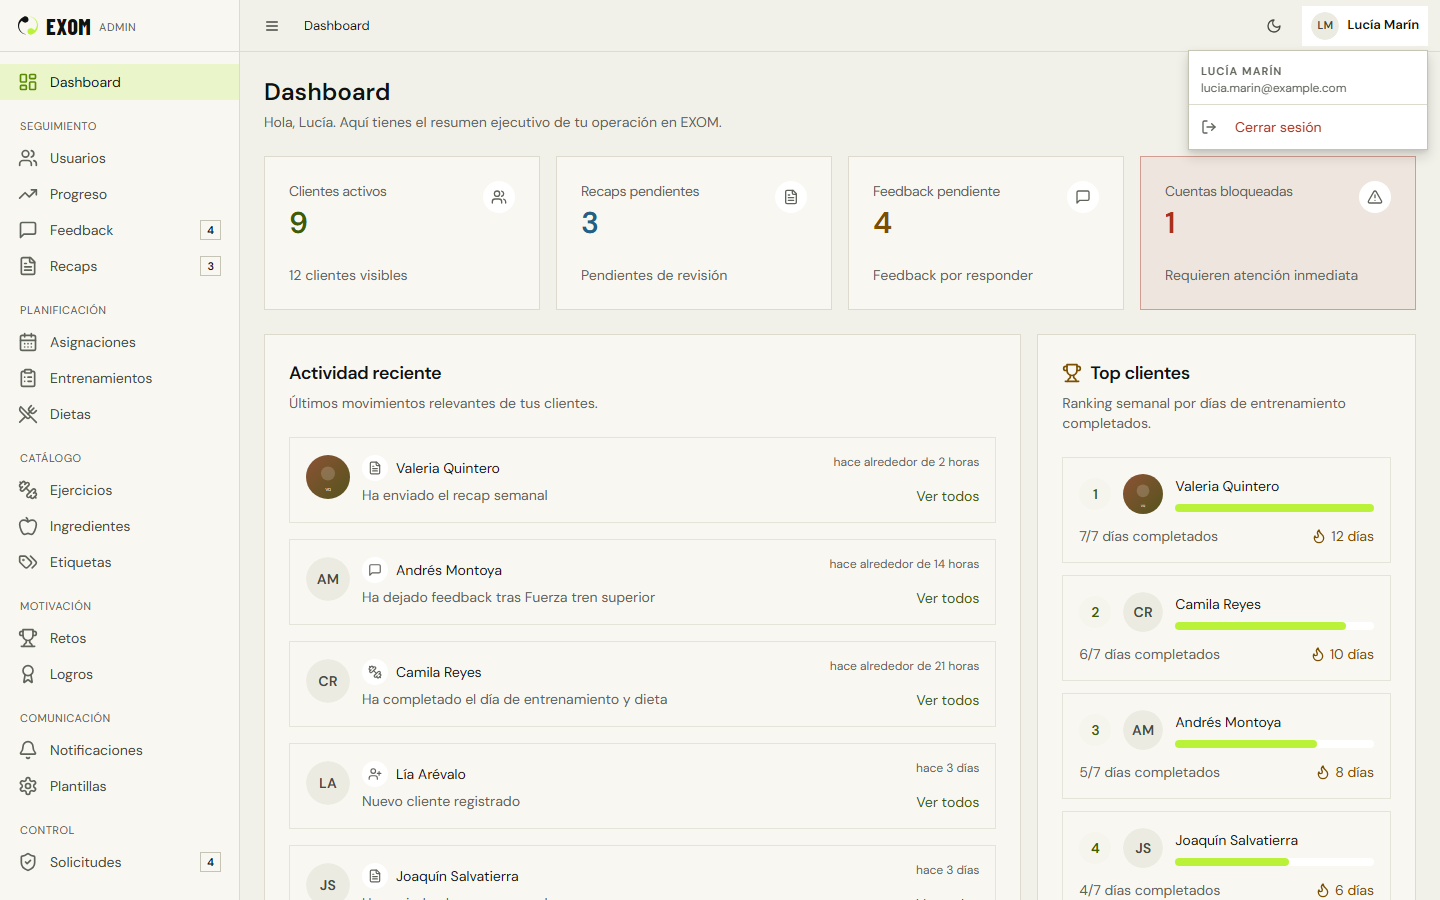 EXOM ADMIN
Dashboard
SEGUIMIENTO
Usuarios
Progreso
Feedback 4
Recaps 3
PLANIFICACIÓN
Asignaciones
Entrenamientos
Dietas
CATÁLOGO
Ejercicios
Ingredientes
Etiquetas
MOTIVACIÓN
Retos
Logros
COMUNICACIÓN
Notificaciones
Plantillas
CONTROL
Solicitudes 4
Dashboard
LM Lucía Marín
LUCÍA MARÍN
lucia.marin@example.com
Cerrar sesión
Dashboard
Hola, Lucía. Aquí tienes el resumen ejecutivo de tu operación en EXOM.
Clientes activos
9
12 clientes visibles
Recaps pendientes
3
Pendientes de revisión
Feedback pendiente
4
Feedback por responder
Cuentas bloqueadas
1
Requieren atención inmediata
Actividad reciente
Últimos movimientos relevantes de tus clientes.
Valeria Quintero
hace alrededor de 2 horas
Ha enviado el recap semanal
Ver todos
AM
Andrés Montoya
hace alrededor de 14 horas
Ha dejado feedback tras Fuerza tren superior
Ver todos
CR
Camila Reyes
hace alrededor de 21 horas
Ha completado el día de entrenamiento y dieta
Ver todos
LA
Lía Arévalo
hace 3 días
Nuevo cliente registrado
Ver todos
JS
Joaquín Salvatierra
hace 3 días
Top clientes
Ranking semanal por días de entrenamiento
completados.
1
Valeria Quintero
7/7 días completados
12 días
2
CR
Camila Reyes
6/7 días completados
10 días
3
AM
Andrés Montoya
5/7 días completados
8 días
4
JS
Joaquín Salvatierra
4/7 días completados
6 días